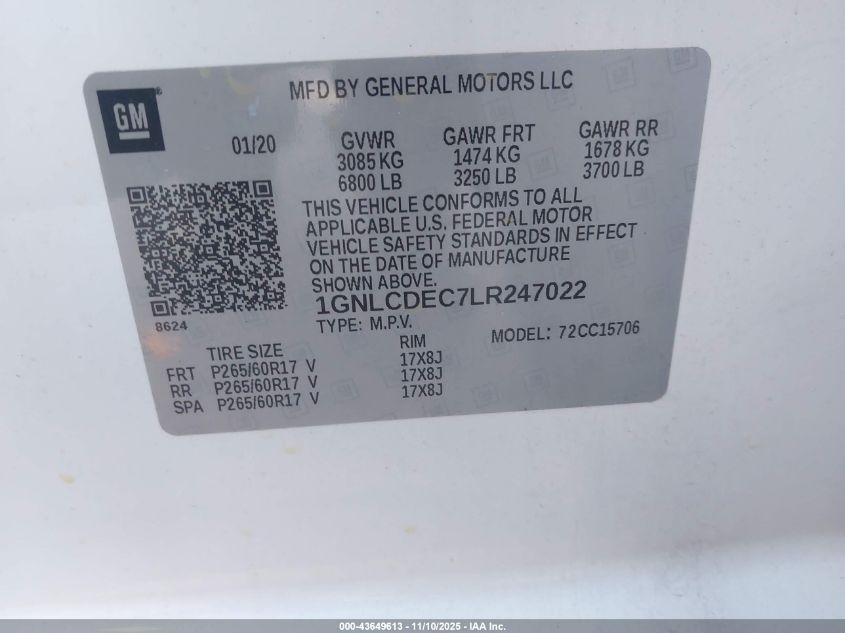 MFD BY GENERAL MOTORS LLC
GM
01/20
GVWR
3085 KG
6800 LB
GAWR FRT
1474 KG
3250 LB
GAWR RR
1678 KG
3700 LB
THIS VEHICLE CONFORMS TO ALL
APPLICABLE U.S. FEDERAL MOTOR
VEHICLE SAFETY STANDARDS IN EFFECT
ON THE DATE OF MANUFACTURE
SHOWN ABOVE.
1GNLCDEC7LR247022
8624
TYPE: M.P.V.
MODEL: 72CC15706
TIRE SIZE RIM
FRT P265/60R17 V 17X8J
RR P265/60R17 V 17X8J
SPA P265/60R17 V 17X8J
000-43649613 - 11/10/2025 - IAA Inc.